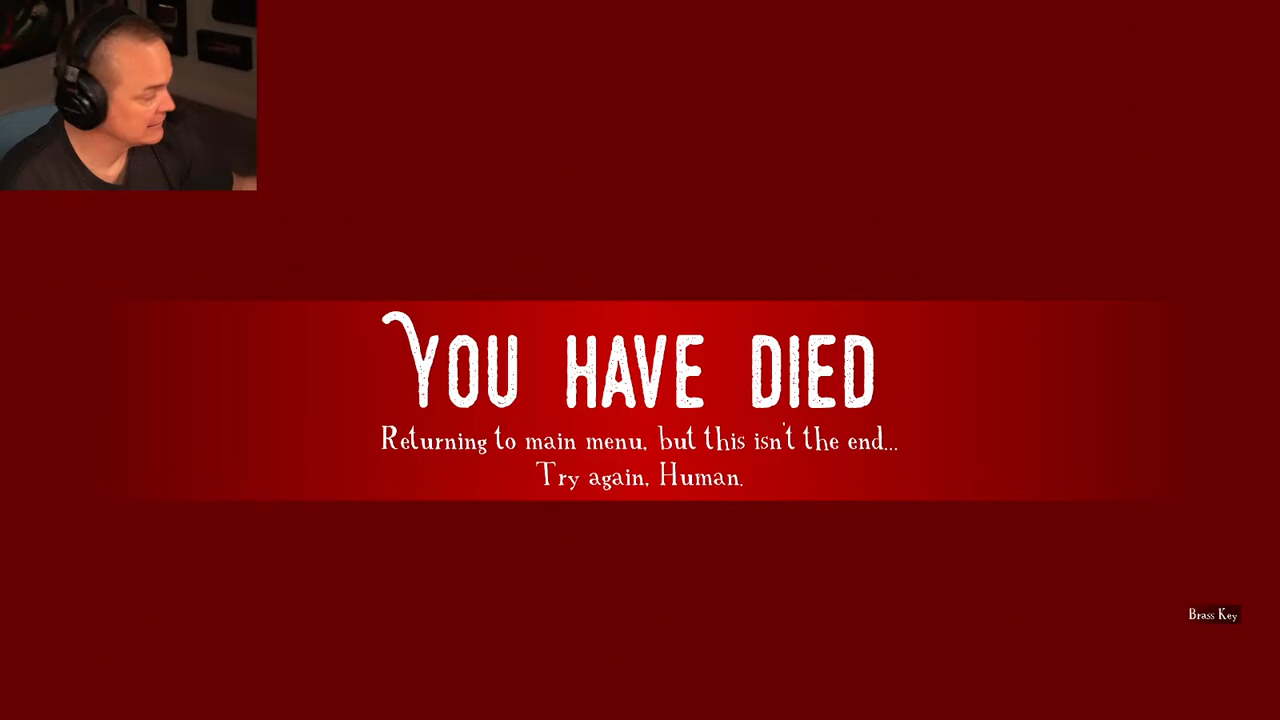 YOU HAVE DIED
Returning to main menu, but this isn't the end...
Try again, Human.
Brass Key